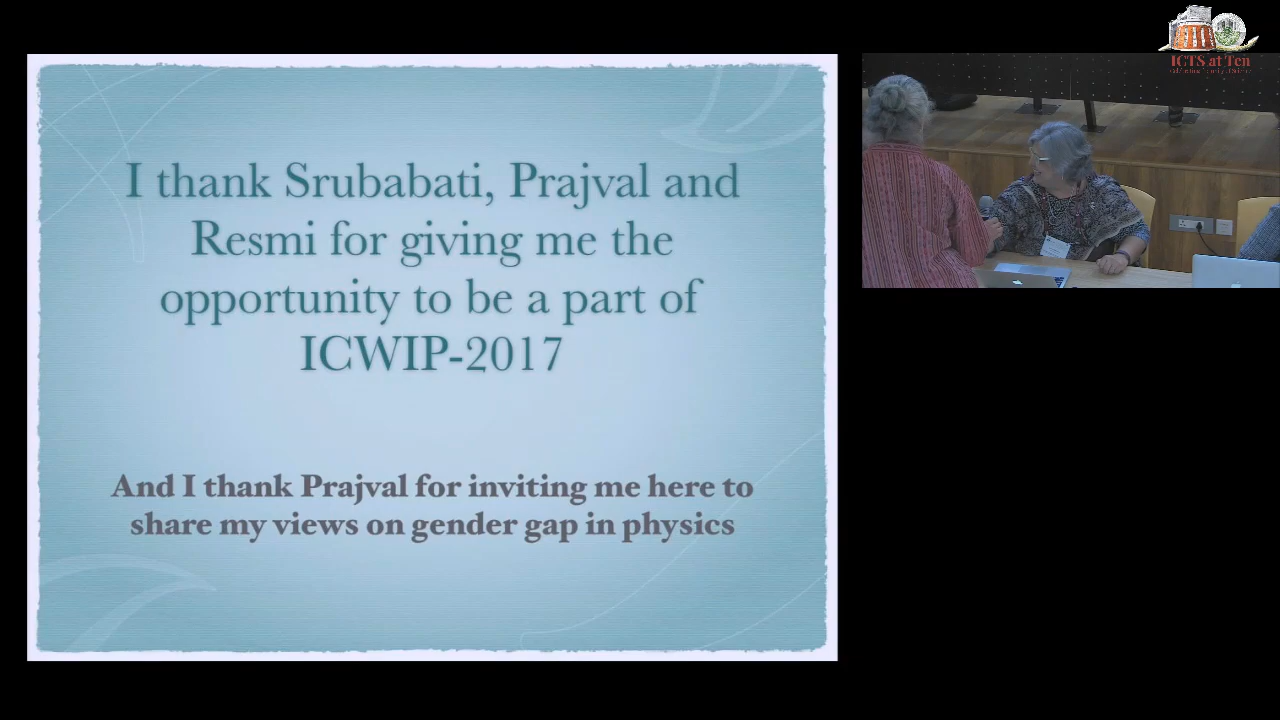 I thank Srubabati, Prajval and
Resmi for giving me the
opportunity to be a part of
ICWIP-2017
And I thank Prajval for inviting me here to
share my views on gender gap in physics
ICTS at Ten